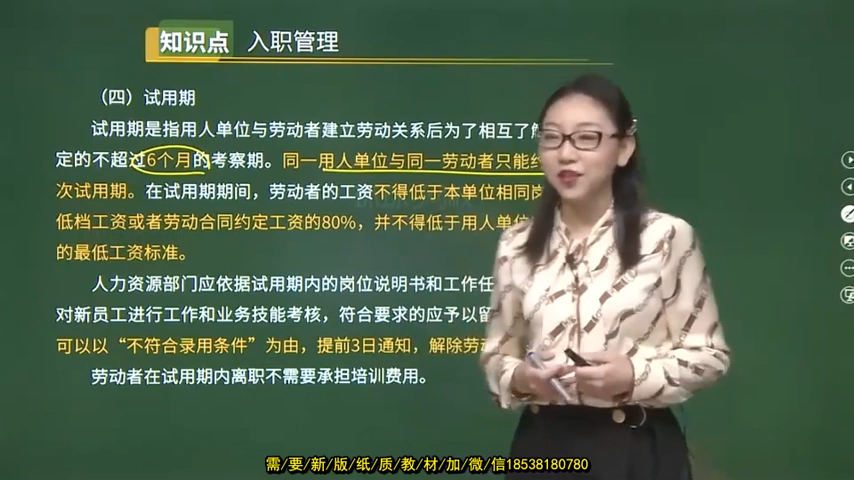 知识点 入职管理
（四）试用期
试用期是指用人单位与劳动者建立劳动关系后为了相互了
定的不超过6个月的考察期。同一用人单位与同一劳动者只能
次试用期。在试用期期间，劳动者的工资不得低于本单位相同
低档工资或者劳动合同约定工资的80%，并不得低于用人单位
的最低工资标准。
人力资源部门应依据试用期内的岗位说明书和工作任
对新员工进行工作和业务技能考核，符合要求的应予以留
可以以“不符合录用条件”为由，提前3日通知，解除劳
劳动者在试用期内离职不需要承担培训费用。
需/要/新/版/纸/质/教/材/加/微/信18538180780